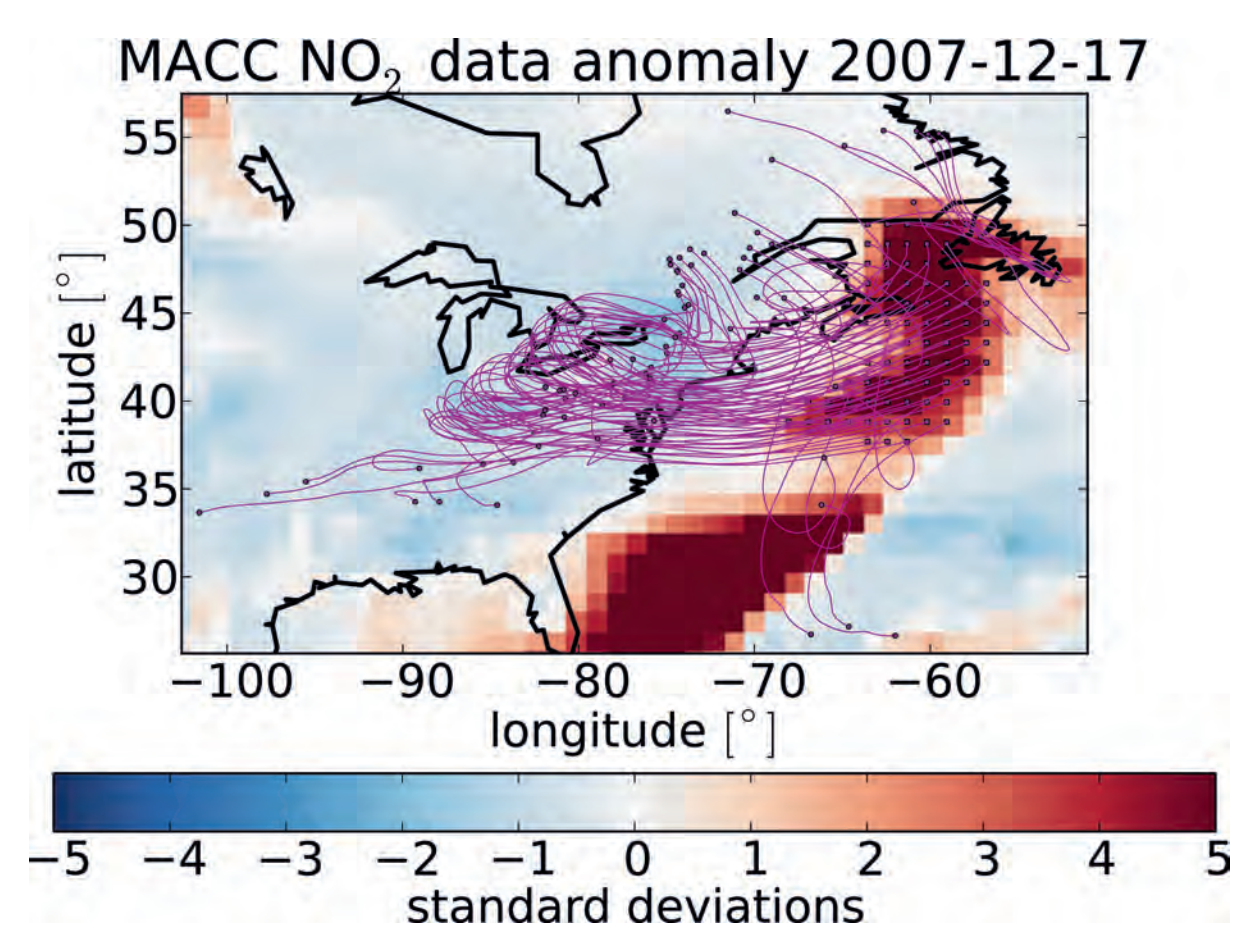 MACC NO₂ data anomaly 2007-12-17
55
50
45
40
35
30
latitude [°]
−100 −90 −80 −70 −60
longitude [°]
−5 −4 −3 −2 −1 0 1 2 3 4 5
standard deviations